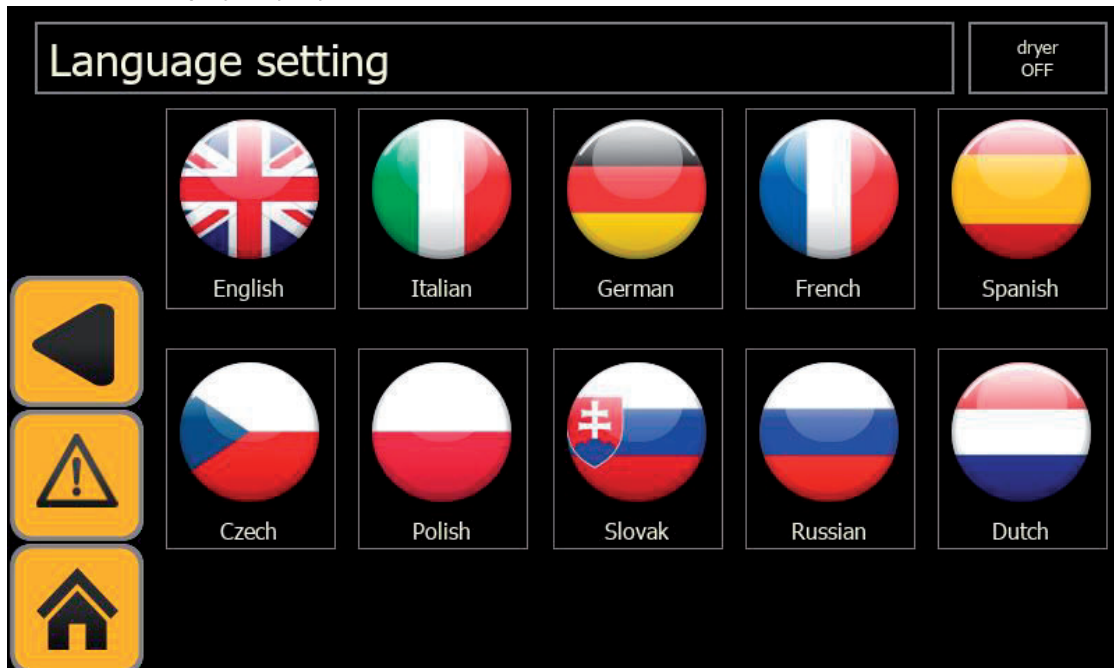 Language setting
dryer
OFF
English
Italian
German
French
Spanish
Czech
Polish
Slovak
Russian
Dutch